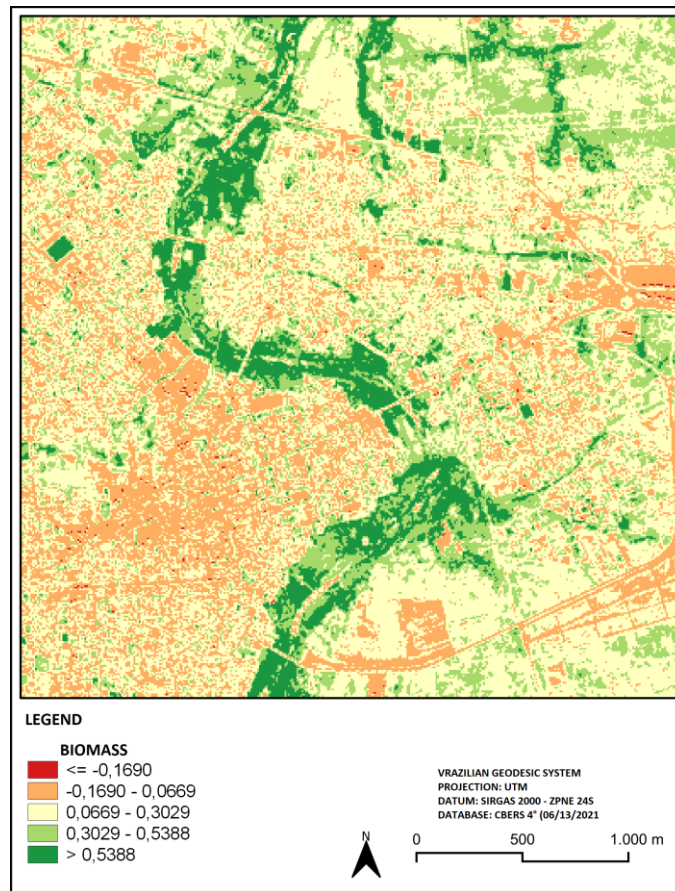 LEGEND
BIOMASS
<= -0,1690
-0,1690 - 0,0669
0,0669 - 0,3029
0,3029 - 0,5388
> 0,5388
VRAZILIAN GEODESIC SYSTEM
PROJECTION: UTM
DATUM: SIRGAS 2000 - ZPNE 24S
DATABASE: CBERS 4° (06/13/2021
N
0 500 1.000 m